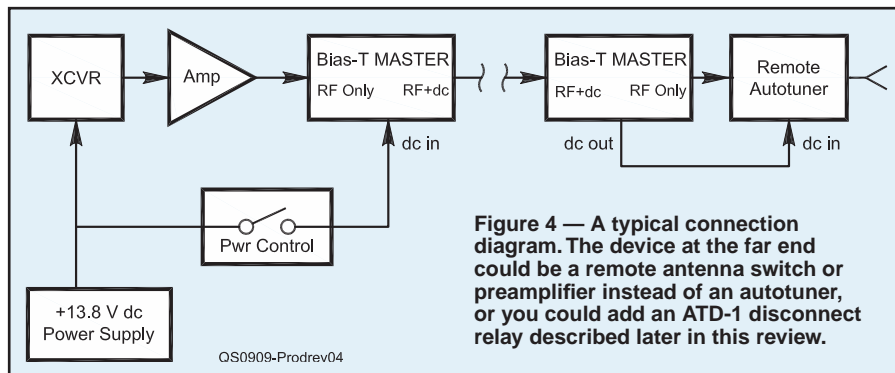 XCVR
Amp
Bias-T MASTER
RF Only RF+dc
dc in
Bias-T MASTER
RF+dc RF Only
dc out
Remote
Autotuner
dc in
Pwr Control
+13.8 V dc
Power Supply
QS0909-Prodrev04
Figure 4 — A typical connection
diagram. The device at the far end
could be a remote antenna switch or
preamplifier instead of an autotuner,
or you could add an ATD-1 disconnect
relay described later in this review.